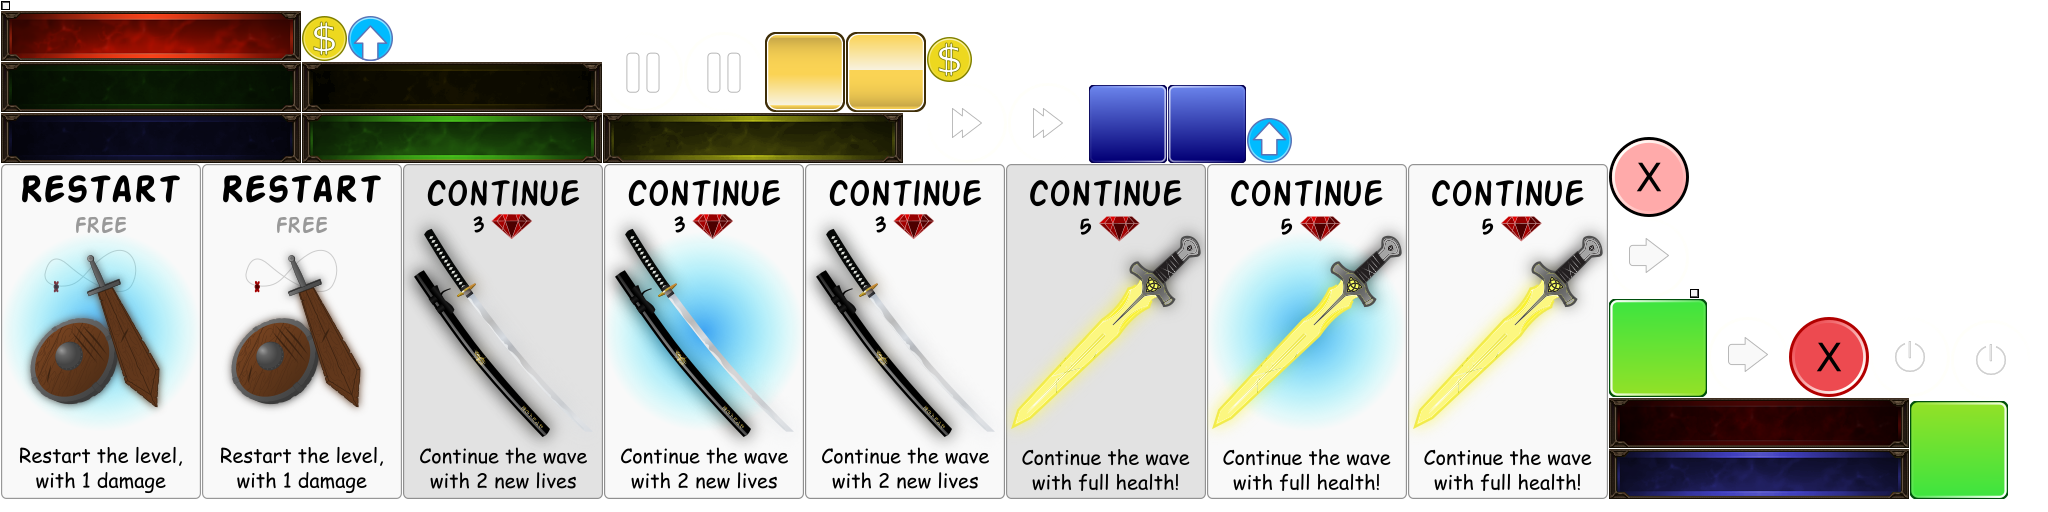 $
$
RESTART
FREE
Restart the level,
with 1 damage
RESTART
FREE
Restart the level,
with 1 damage
CONTINUE
3
Continue the wave
with 2 new lives
CONTINUE
3
Continue the wave
with 2 new lives
CONTINUE
3
Continue the wave
with 2 new lives
CONTINUE
5
Continue the wave
with full health!
CONTINUE
5
Continue the wave
with full health!
CONTINUE
5
Continue the wave
with full health!
X
X